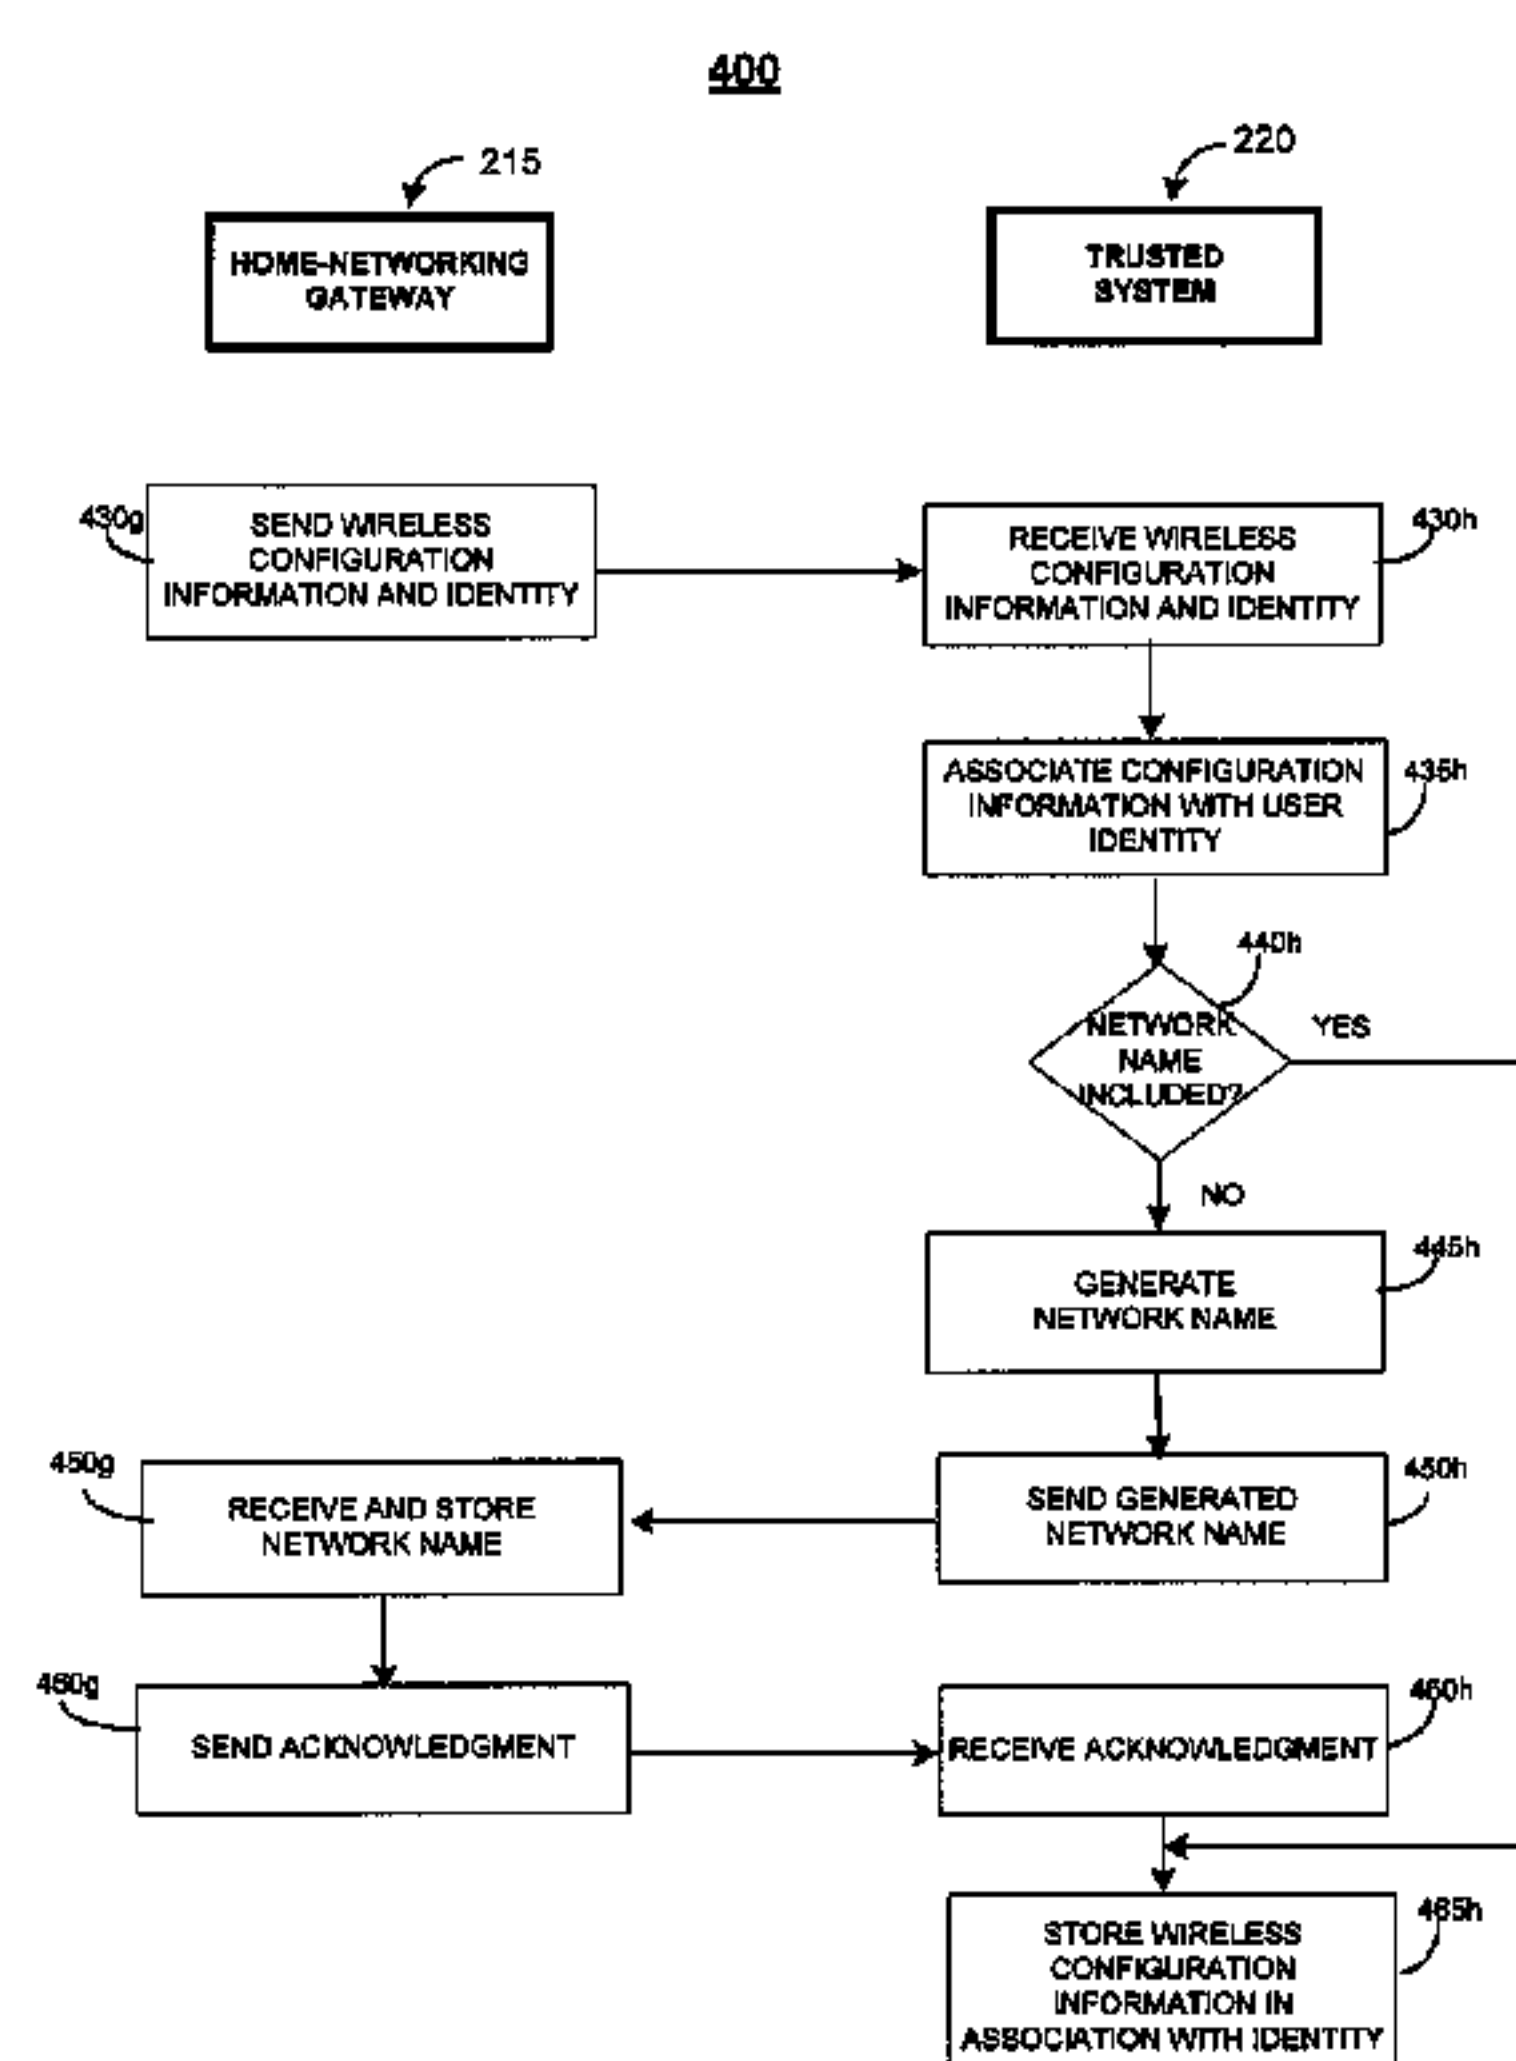 400
215
220
HOME-NETWORKING
GATEWAY
TRUSTED
SYSTEM
430g
SEND WIRELESS
CONFIGURATION
INFORMATION AND IDENTITY
430h
RECEIVE WIRELESS
CONFIGURATION
INFORMATION AND IDENTITY
435h
ASSOCIATE CONFIGURATION
INFORMATION WITH USER
IDENTITY
440h
NETWORK
NAME
INCLUDED?
YES
NO
445h
GENERATE
NETWORK NAME
450g
RECEIVE AND STORE
NETWORK NAME
450h
SEND GENERATED
NETWORK NAME
460g
SEND ACKNOWLEDGMENT
460h
RECEIVE ACKNOWLEDGMENT
465h
STORE WIRELESS
CONFIGURATION
INFORMATION IN
ASSOCIATION WITH IDENTITY